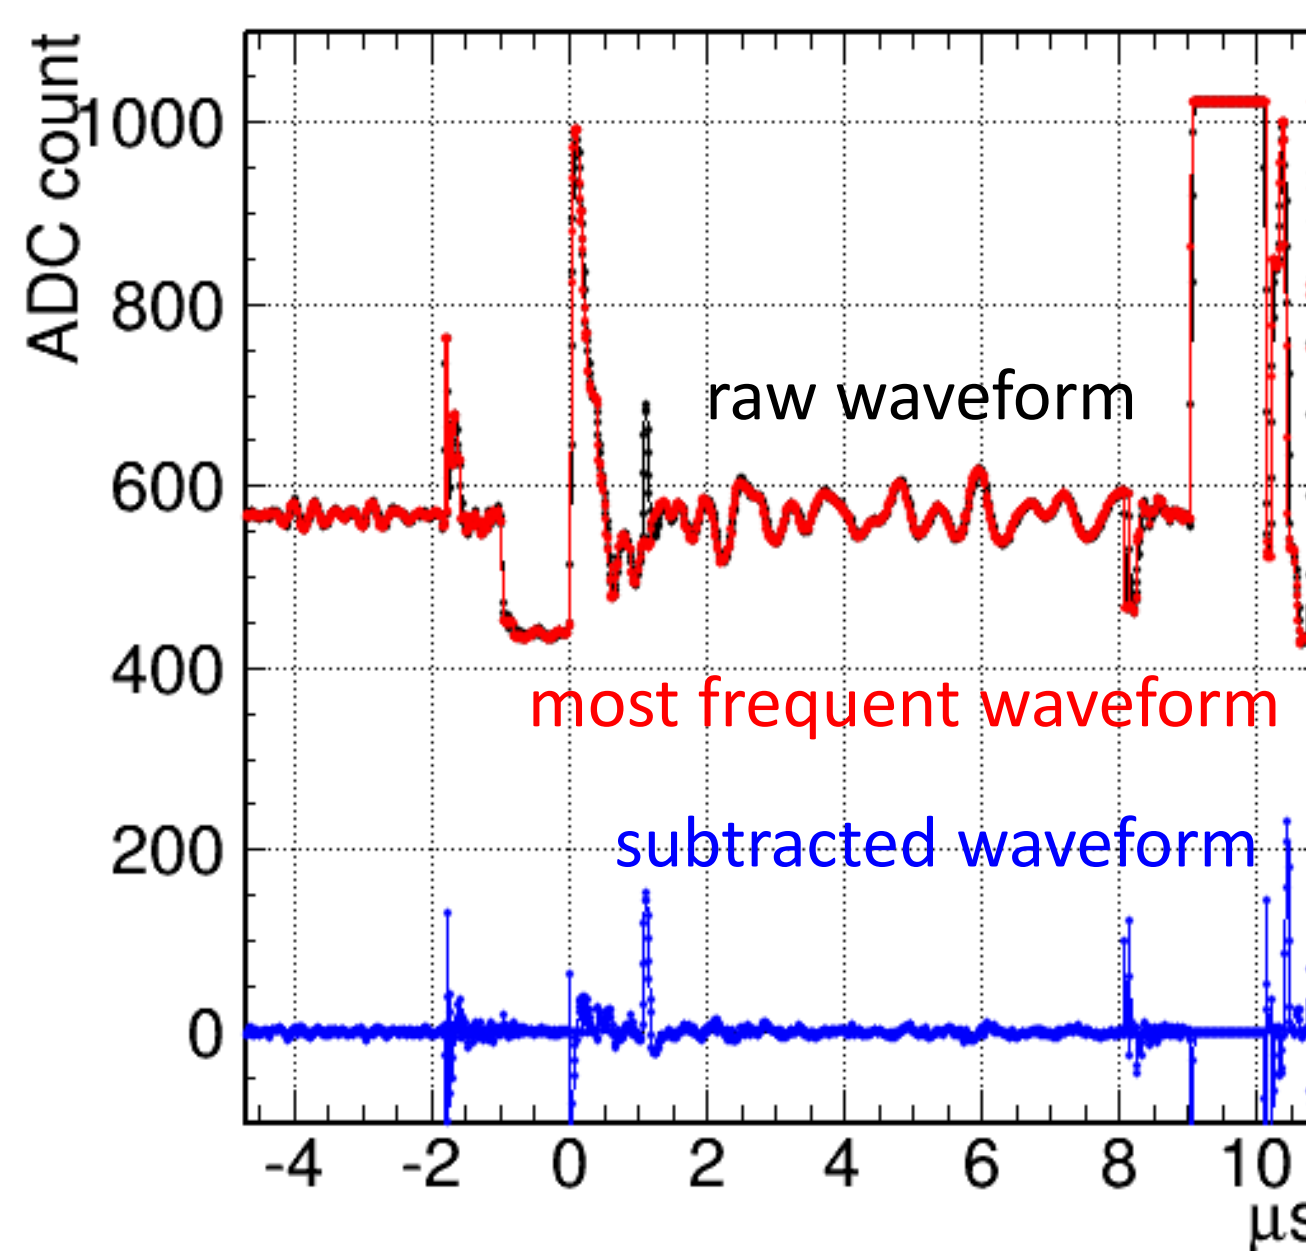 ADC count
1000
800
600
400
200
0
raw waveform
most frequent waveform
subtracted waveform
-4 -2 0 2 4 6 8 10
μs